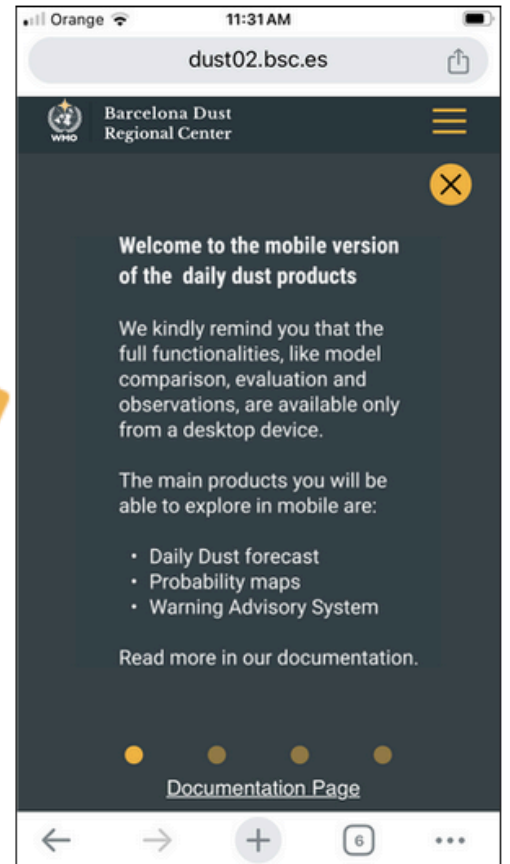 Orange 11:31 AM
dust02.bsc.es
WMO
Barcelona Dust
Regional Center
Welcome to the mobile version
of the daily dust products
We kindly remind you that the
full functionalities, like model
comparison, evaluation and
observations, are available only
from a desktop device.
The main products you will be
able to explore in mobile are:
• Daily Dust forecast
• Probability maps
• Warning Advisory System
Read more in our documentation.
Documentation Page
6